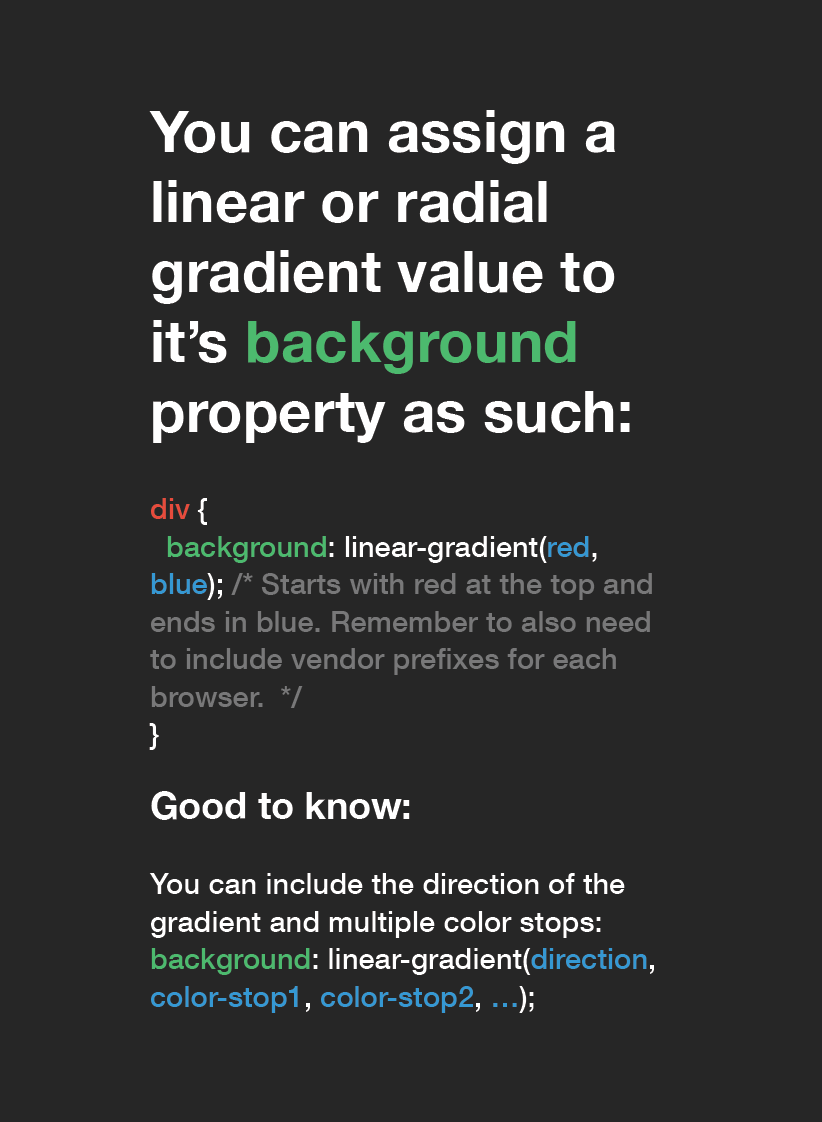 You can assign a
linear or radial
gradient value to
it’s background
property as such:
div {
  background: linear-gradient(red,
blue); /* Starts with red at the top and
ends in blue. Remember to also need
to include vendor prefixes for each
browser.  */
}
Good to know:
You can include the direction of the
gradient and multiple color stops:
background: linear-gradient(direction,
color-stop1, color-stop2, …);